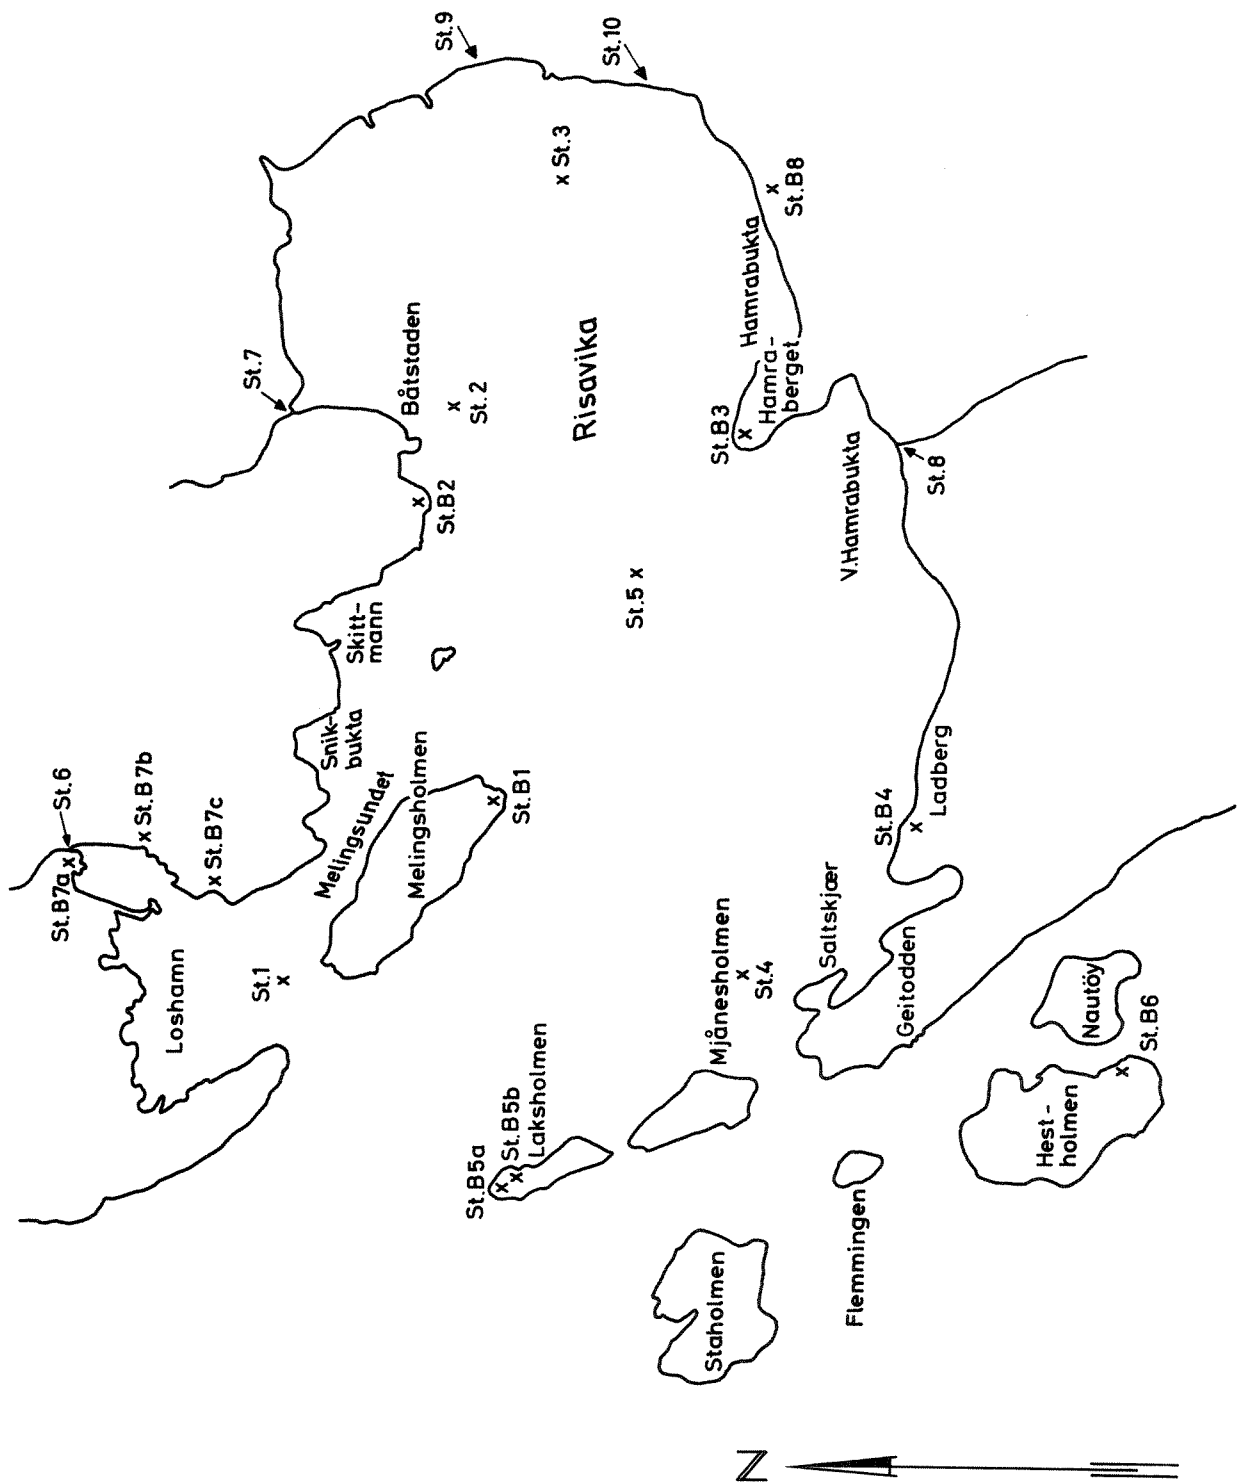 St.9
St.10
x St.3
x
St.B8
St.7
Båtstaden
x
St.2
Risavika
Hamrabukta
Hamra-
berget
St.B3
x
St.8
V.Hamrabukta
x
St.B2
St.5 x
Skitt-
mann
Snik-
bukta
St.6
x St.B7b
x St.B7c
St.B7a x
Melingsundet
Melingsholmen
x
St.B1
St.B4
x
Ladberg
Loshamn
St.1
x
Saltskjær
Geitodden
Mjånesholmen
x
St.4
Nautöy
St.B6
x
Hest-
holmen
St.B5a x
x St.B5b
Laksholmen
Flemmingen
Staholmen
N